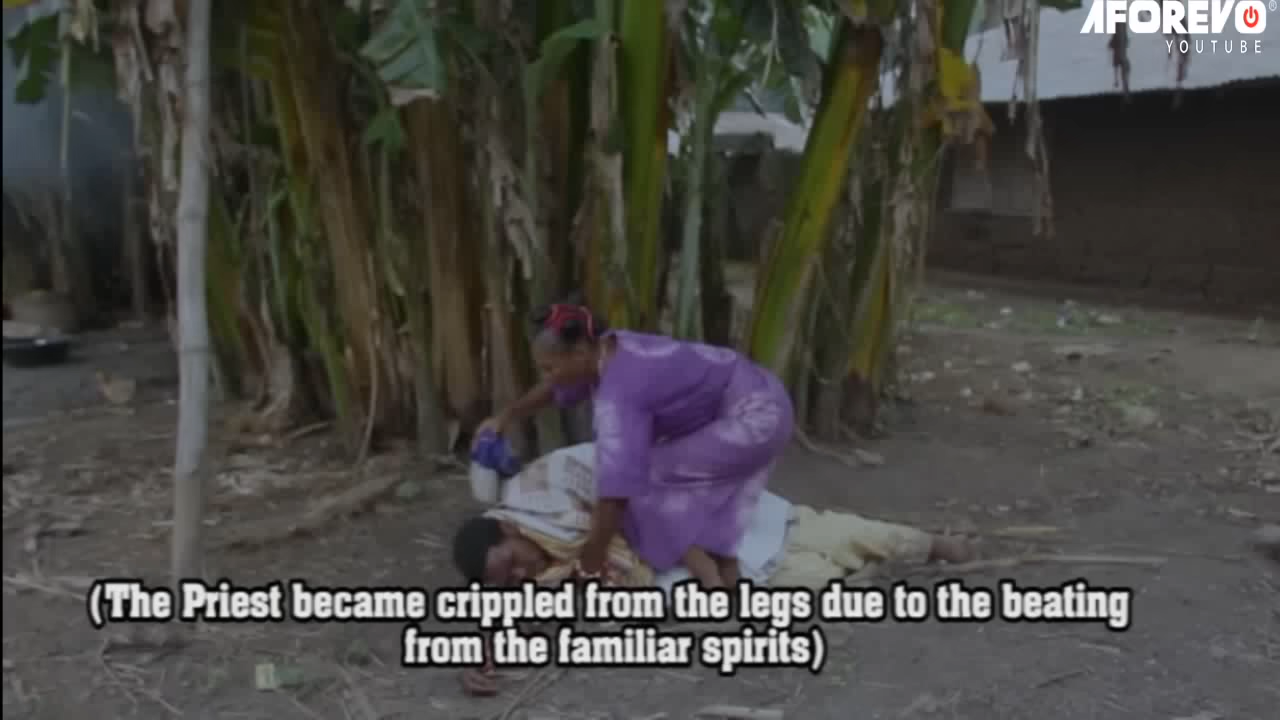 AFOREVO®
YOUTUBE
(The Priest became crippled from the legs due to the beating
from the familiar spirits)